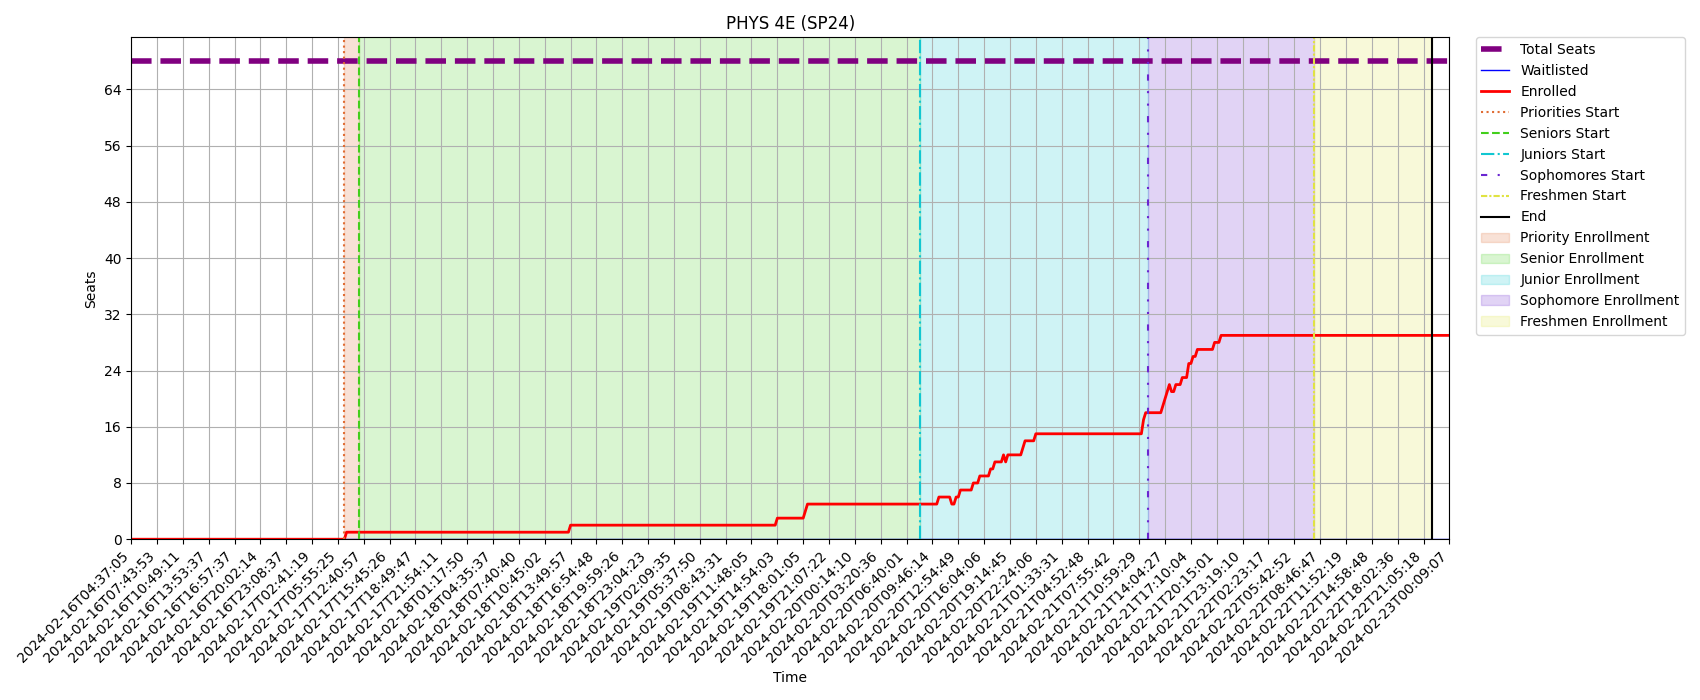 PHYS 4E (SP24)
Total Seats
Waitlisted
Enrolled
Priorities Start
Seniors Start
Juniors Start
Sophomores Start
Freshmen Start
End
Priority Enrollment
Senior Enrollment
Junior Enrollment
Sophomore Enrollment
Freshmen Enrollment
Seats
64
56
48
40
32
24
16
8
0
2024-02-16T04:37:05
2024-02-16T07:43:53
2024-02-16T10:49:11
2024-02-16T13:53:37
2024-02-16T16:57:37
2024-02-16T20:02:14
2024-02-16T23:08:37
2024-02-17T02:41:19
2024-02-17T05:55:25
2024-02-17T12:40:57
2024-02-17T15:45:26
2024-02-17T18:49:47
2024-02-17T21:54:11
2024-02-18T01:17:50
2024-02-18T04:35:37
2024-02-18T07:40:40
2024-02-18T10:45:02
2024-02-18T13:49:57
2024-02-18T16:54:48
2024-02-18T19:59:26
2024-02-18T23:04:23
2024-02-19T02:09:35
2024-02-19T05:37:50
2024-02-19T08:43:31
2024-02-19T11:48:05
2024-02-19T14:54:03
2024-02-19T18:01:05
2024-02-19T21:07:22
2024-02-20T00:14:10
2024-02-20T03:20:36
2024-02-20T06:40:01
2024-02-20T09:46:14
2024-02-20T12:54:49
2024-02-20T16:04:06
2024-02-20T19:14:45
2024-02-20T22:24:06
2024-02-21T01:33:31
2024-02-21T04:52:48
2024-02-21T07:55:42
2024-02-21T10:59:29
2024-02-21T14:04:27
2024-02-21T17:10:04
2024-02-21T20:15:01
2024-02-21T23:19:10
2024-02-22T02:23:17
2024-02-22T05:42:52
2024-02-22T08:46:47
2024-02-22T11:52:19
2024-02-22T14:58:48
2024-02-22T18:02:36
2024-02-22T21:05:18
2024-02-23T00:09:07
Time